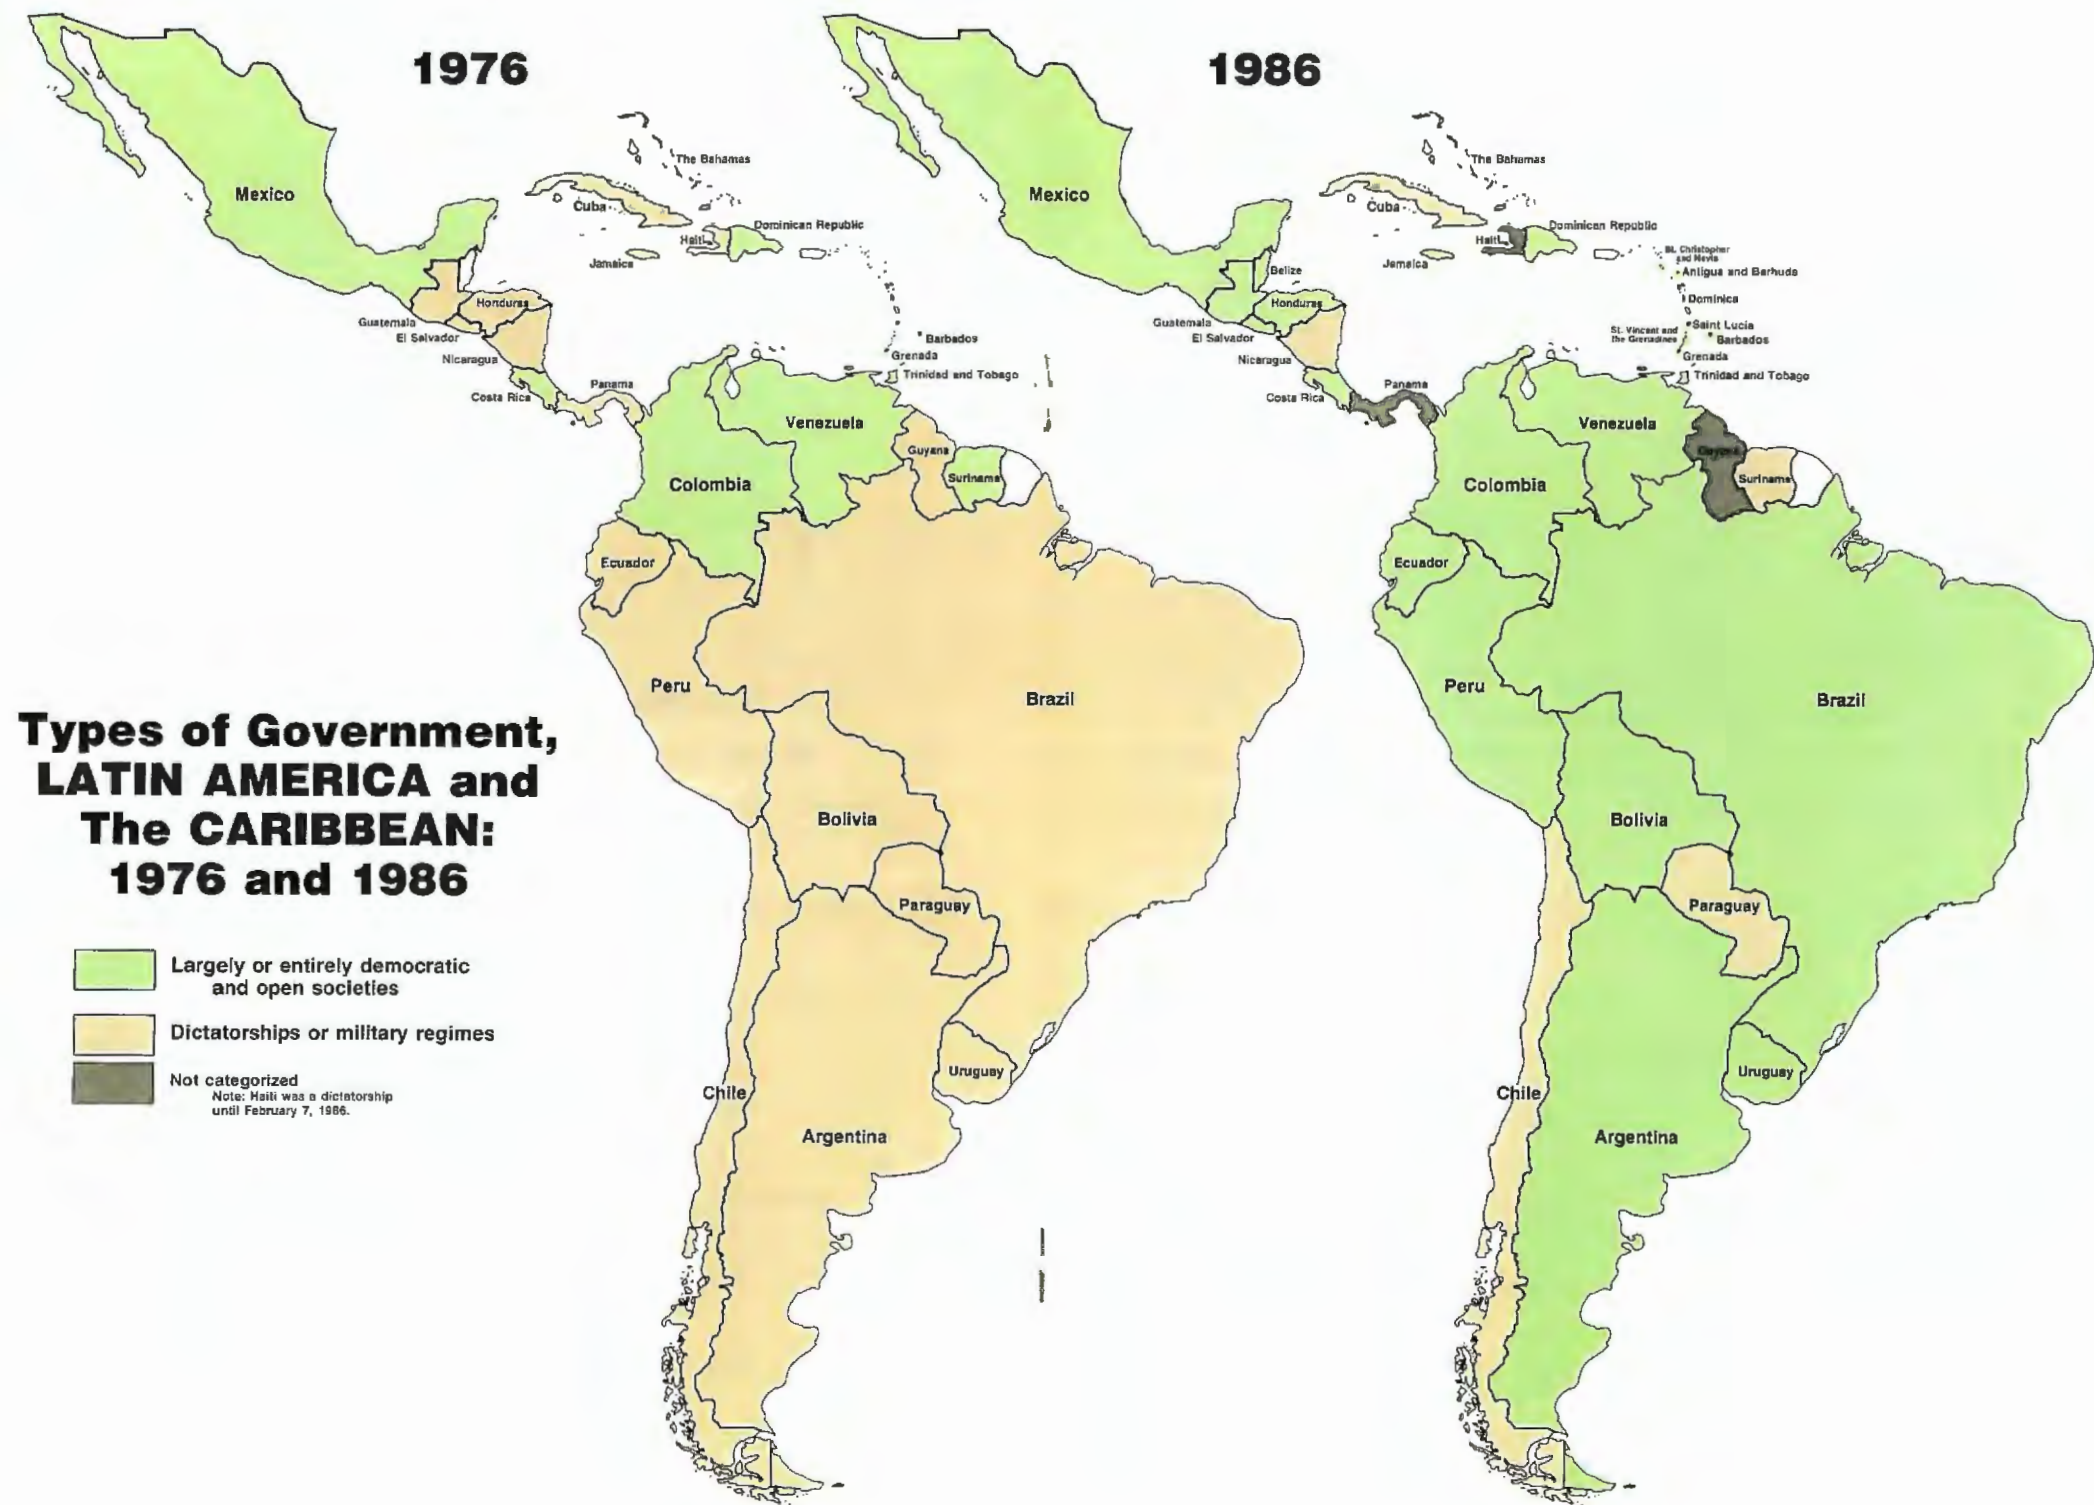 1976
Mexico
The Bahamas
Cuba
Dominican Republic
Haiti
Jamaica
Honduras
Guatemala
El Salvador
Nicaragua
Costa Rica
Panama
Barbados
Grenada
Trinidad and Tobago
Venezuela
Guyana
Suriname
Colombia
Ecuador
Peru
Brazil
Bolivia
Paraguay
Uruguay
Chile
Argentina
1986
Mexico
The Bahamas
Cuba
Dominican Republic
Haiti
Jamaica
St. Christopher
and Nevis
Antigua and Barbuda
Belize
Dominica
Honduras
Guatemala
El Salvador
Nicaragua
Saint Lucia
St. Vincent and
the Grenadines
Barbados
Grenada
Trinidad and Tobago
Costa Rica
Panama
Venezuela
Guyana
Suriname
Colombia
Ecuador
Peru
Brazil
Bolivia
Paraguay
Uruguay
Chile
Argentina
Types of Government,
LATIN AMERICA and
The CARIBBEAN:
1976 and 1986
Largely or entirely democratic
and open societies
Dictatorships or military regimes
Not categorized
Note: Haiti was a dictatorship
until February 7, 1986.